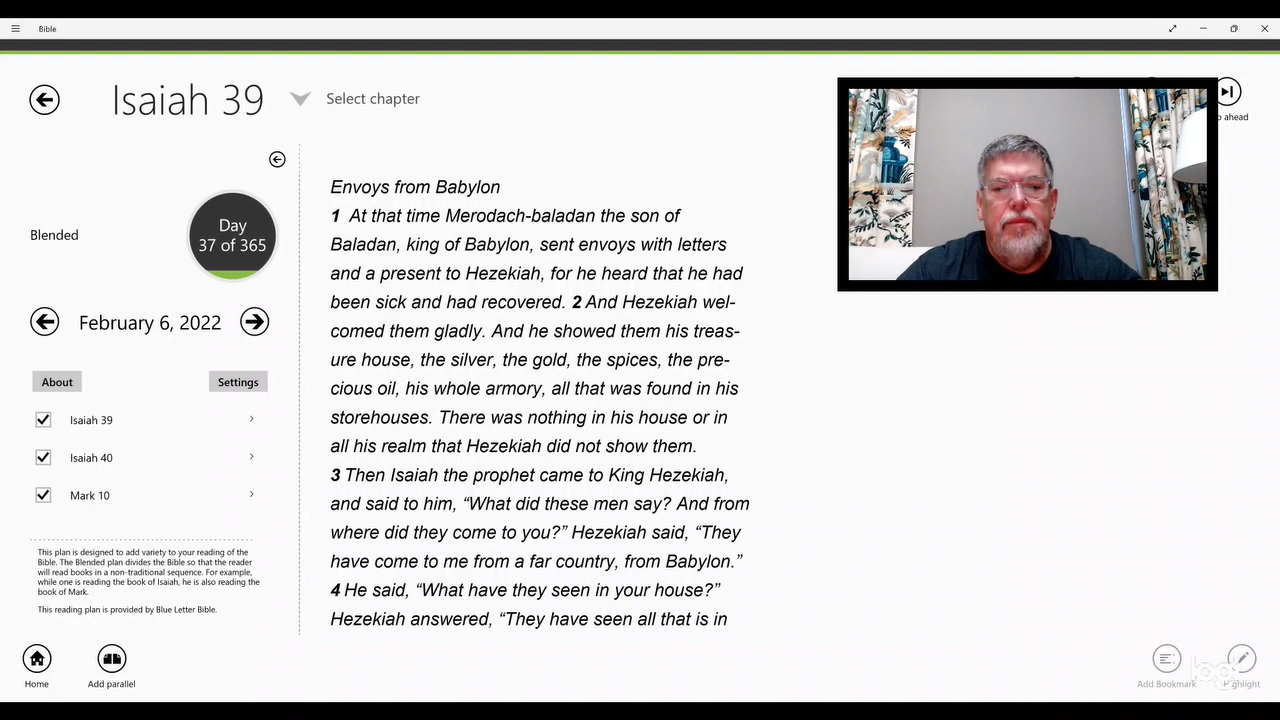 Bible
Isaiah 39
Select chapter
ahead
Blended
Day
37 of 365
February 6, 2022
About
Settings
Isaiah 39
Isaiah 40
Mark 10
This plan is designed to add variety to your reading of the
Bible. The Blended plan divides the Bible so that the reader
will read books in a non-traditional sequence. For example,
while one is reading the book of Isaiah, he is also reading the
book of Mark.
This reading plan is provided by Blue Letter Bible.
Home
Add parallel
Envoys from Babylon
1 At that time Merodach-baladan the son of
Baladan, king of Babylon, sent envoys with letters
and a present to Hezekiah, for he heard that he had
been sick and had recovered. 2 And Hezekiah wel-
comed them gladly. And he showed them his treas-
ure house, the silver, the gold, the spices, the pre-
cious oil, his whole armory, all that was found in his
storehouses. There was nothing in his house or in
all his realm that Hezekiah did not show them.
3 Then Isaiah the prophet came to King Hezekiah,
and said to him, “What did these men say? And from
where did they come to you?” Hezekiah said, “They
have come to me from a far country, from Babylon.”
4 He said, “What have they seen in your house?”
Hezekiah answered, “They have seen all that is in
Add Bookmark
Highlight
logi